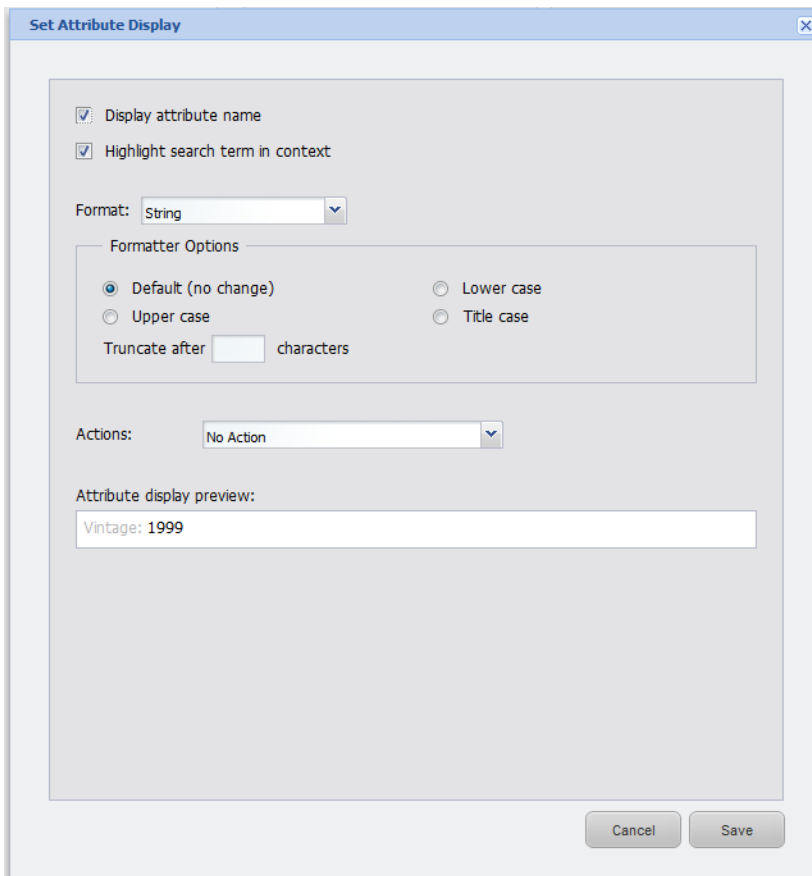 Set Attribute Display
Display attribute name
Highlight search term in context
Format: String
Formatter Options
Default (no change) Lower case
Upper case Title case
Truncate after characters
Actions: No Action
Attribute display preview:
Vintage: 1999
Cancel Save